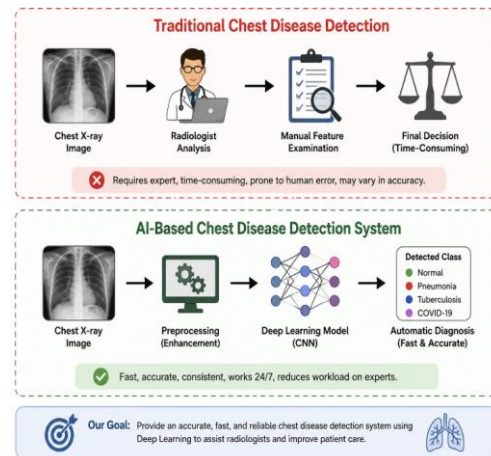 Traditional Chest Disease Detection
Chest X-ray
Image
Radiologist
Analysis
Manual Feature
Examination
Final Decision
(Time-Consuming)
Requires expert, time-consuming, prone to human error, may vary in accuracy.
AI-Based Chest Disease Detection System
Chest X-ray
Image
Preprocessing
(Enhancement)
Deep Learning Model
(CNN)
Detected Class
Normal
Pneumonia
Tuberculosis
COVID-19
Automatic Diagnosis
(Fast & Accurate)
Fast, accurate, consistent, works 24/7, reduces workload on experts.
Our Goal: Provide an accurate, fast, and reliable chest disease detection system using
Deep Learning to assist radiologists and improve patient care.